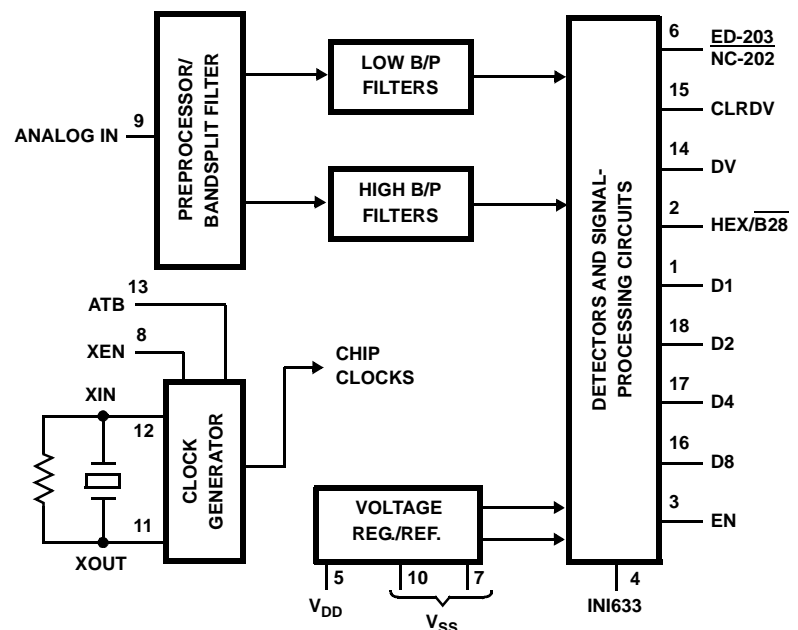 6
ED-203
NC-202
LOW B/P
FILTERS
15
CLRDV
9
ANALOG IN
PREPROCESSOR/
BANDSPLIT FILTER
14
DV
HIGH B/P
FILTERS
2
HEX/B28
DETECTORS AND SIGNAL-
PROCESSING CIRCUITS
1
D1
13
ATB
8
XEN
CHIP
CLOCKS
18
D2
XIN
12
CLOCK
GENERATOR
17
D4
16
D8
11
XOUT
VOLTAGE
REG./REF.
3
EN
5
10
7
4
VDD
VSS
INI633